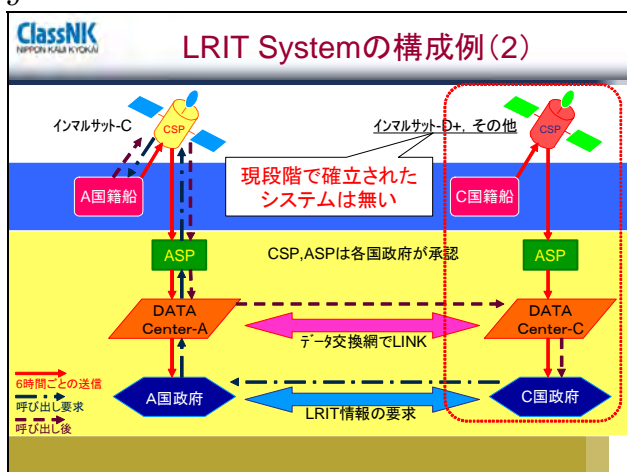 ClassNK
NIPPON KAIJI KYOKAI
LRIT Systemの構成例(2)
インマルサット-C
CSP
インマルサット-D+, その他
CSP
現段階で確立された
システムは無い
A国籍船
C国籍船
ASP
CSP,ASPは各国政府が承認
ASP
DATA
Center-A
DATA
Center-C
データ交換網でLINK
6時間ごとの送信
呼び出し要求
呼び出し後
A国政府
C国政府
LRIT情報の要求